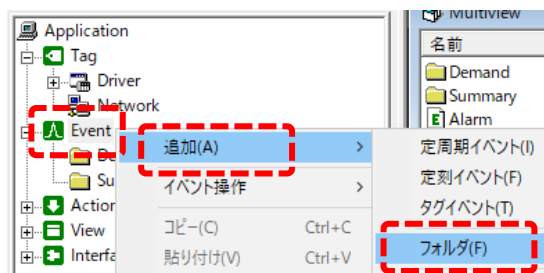 Application
Tag
Driver
Network
Event
Su
Action
View
Interfa
追加(A)
イベント操作
コピー(C) Ctrl+C
貼り付け(V) Ctrl+V
Multiview
名前
Demand
Summary
Alarm
定周期イベント(I)
定刻イベント(F)
タグイベント(T)
フォルダ(F)